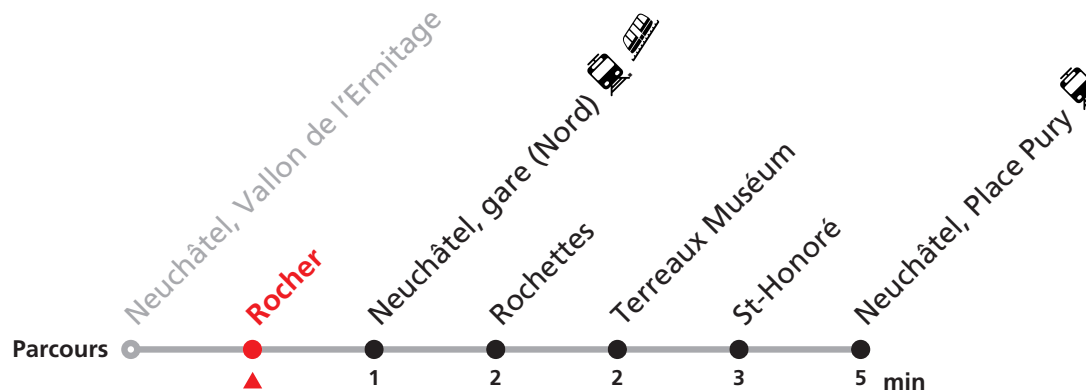 Neuchâtel, Vallon de l'Ermitage
Rocher
Neuchâtel, gare (Nord)
Rochettes
Terreaux Muséum
St-Honoré
Neuchâtel, Place Pury
Parcours
1 2 2 3 5 min